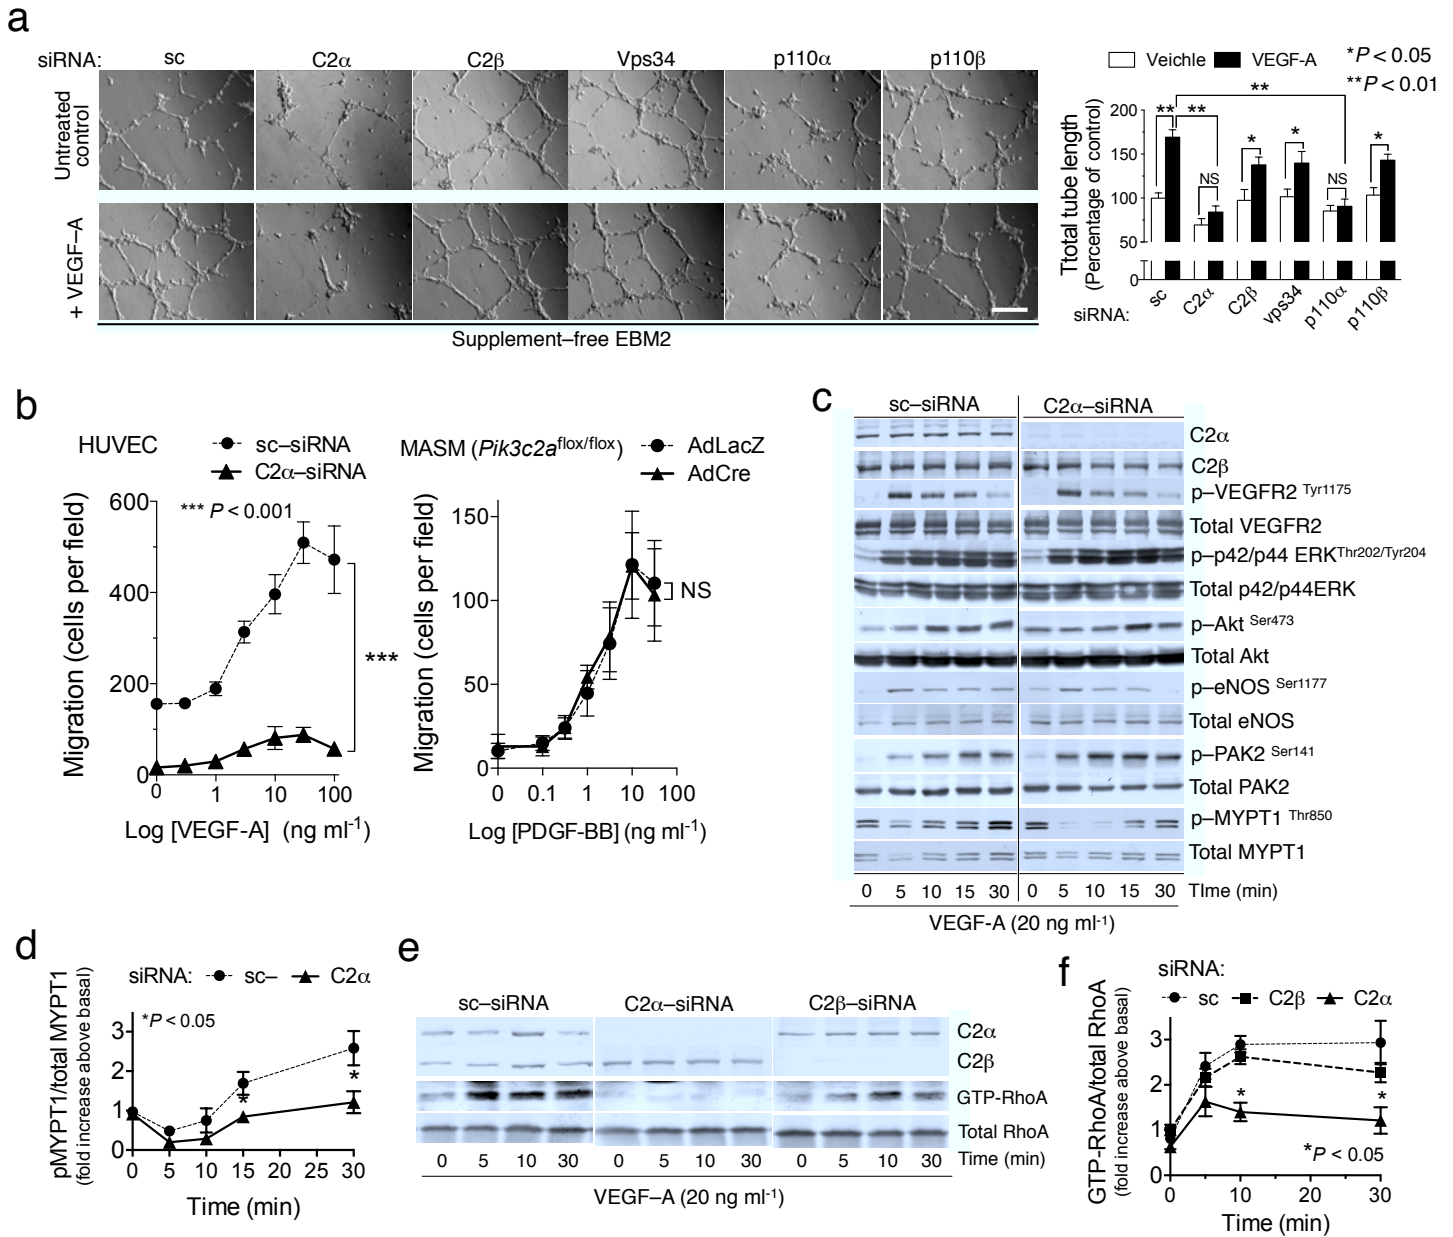 a
siRNA: sc C2α C2β Vps34 p110α p110β
Untreated
control
+ VEGF–A
Supplement–free EBM2
Veichle VEGF-A
*P < 0.05
**P < 0.01
Ttotal tube length
(Percentage of control)
200
150
100
50
0
** ** ** NS * * NS *
siRNA: sc C2α C2β vps34 p110α p110β
b
HUVEC
sc–siRNA
C2α–siRNA
*** P < 0.001
Migration (cells per field)
600
400
200
0
***
0 1 10 100
Log [VEGF-A] (ng ml-1)
MASM (Pik3c2aflox/flox)
AdLacZ
AdCre
Migration (cells per field)
150
100
50
0
NS
0 0.1 1 10 100
Log [PDGF-BB] (ng ml-1)
c
sc–siRNA C2α–siRNA
C2α
C2β
p–VEGFR2 Tyr1175
Total VEGFR2
p–p42/p44 ERKThr202/Tyr204
Total p42/p44ERK
p–Akt Ser473
Total Akt
p–eNOS Ser1177
Total eNOS
p–PAK2 Ser141
Total PAK2
p–MYPT1 Thr850
Total MYPT1
0 5 10 15 30 0 5 10 15 30 TIme (min)
VEGF-A (20 ng ml-1)
d
siRNA: sc– C2α
*P < 0.05
pMYPT1/total MYPT1
(fold increase above basal)
3
2
1
0
* *
0 5 10 15 30
Time (min)
e
sc–siRNA C2α–siRNA C2β–siRNA
C2α
C2β
GTP-RhoA
Total RhoA
0 5 10 30 0 5 10 30 0 5 10 30 Time (min)
VEGF–A (20 ng ml-1)
f
siRNA:
sc C2β C2α
GTP-RhoA/total RhoA
(fold increase above basal)
3
2
1
0
* *
*P < 0.05
0 10 20 30
Time (min)